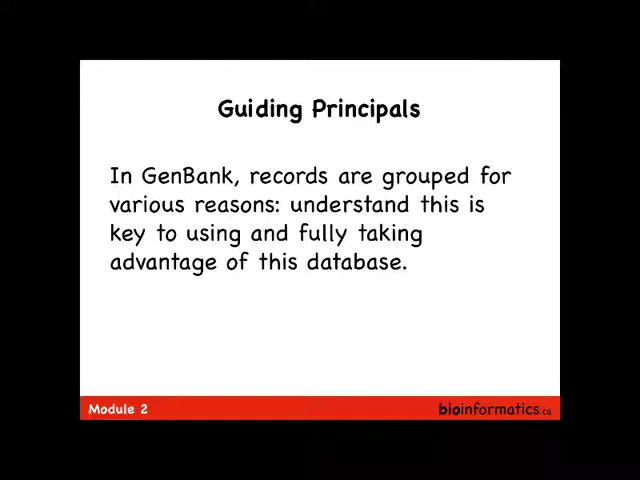 Guiding Principals
In GenBank, records are grouped for
various reasons: understand this is
key to using and fully taking
advantage of this database.
Module 2
bioinformatics.ca